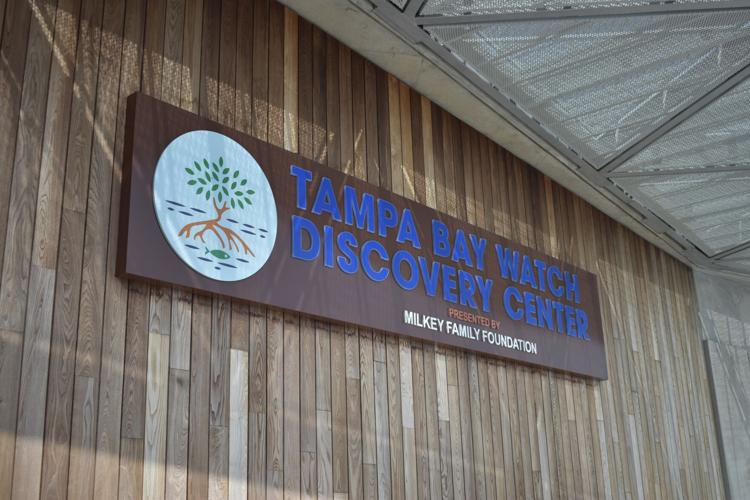 TAMPA BAY WATCH
DISCOVERY CENTER
PRESENTED BY
MILKEY FAMILY FOUNDATION